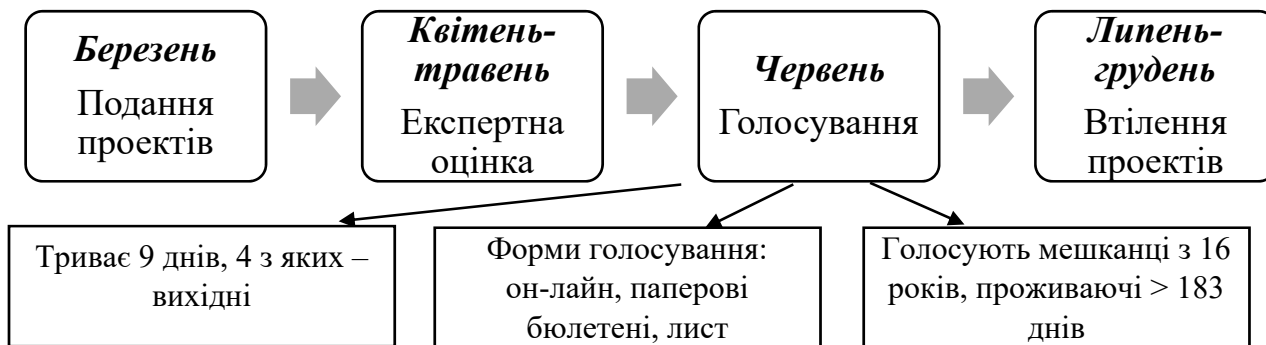 Березень
Подання
проектів
Квітень-
травень
Експертна
оцінка
Червень
Голосування
Липень-
грудень
Втілення
проектів
Триває 9 днів, 4 з яких –
вихідні
Форми голосування:
он-лайн, паперові
бюлетені, лист
Голосують мешканці з 16
років, проживаючі > 183
днів